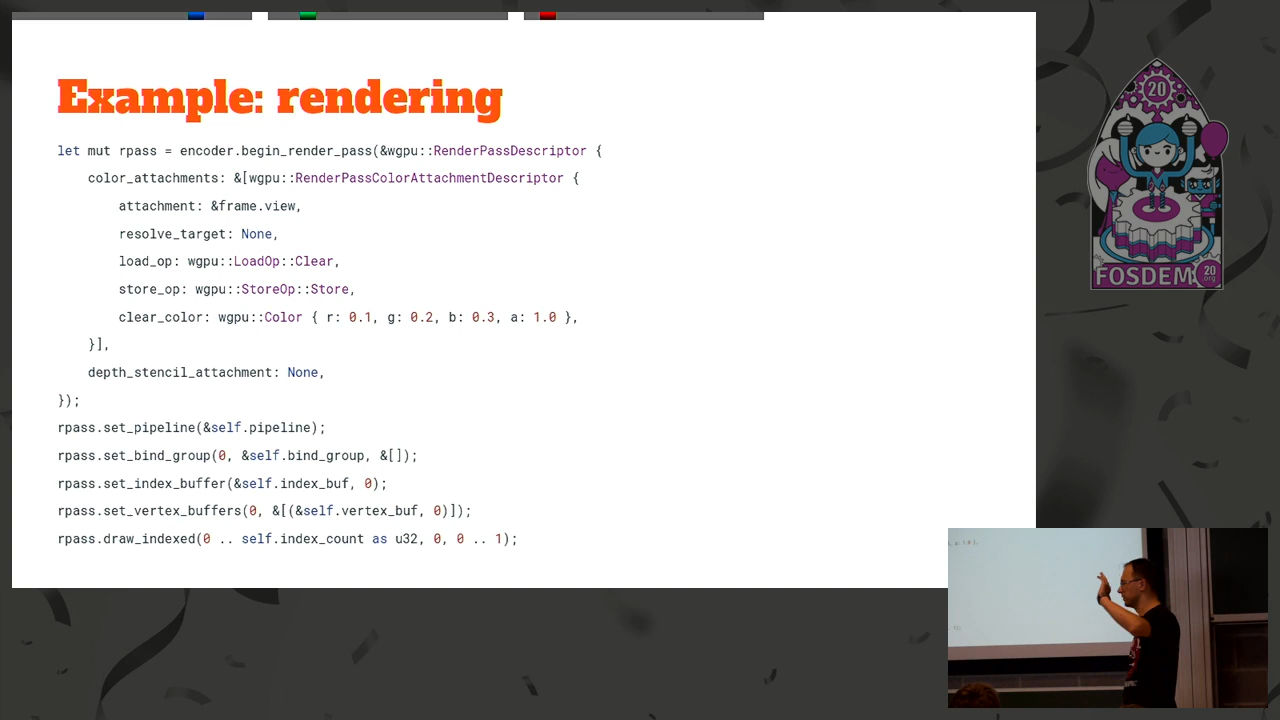 Example: rendering
let mut rpass = encoder.begin_render_pass(&wgpu::RenderPassDescriptor {
color_attachments: &[wgpu::RenderPassColorAttachmentDescriptor {
attachment: &frame.view,
resolve_target: None,
load_op: wgpu::LoadOp::Clear,
store_op: wgpu::StoreOp::Store,
clear_color: wgpu::Color { r: 0.1, g: 0.2, b: 0.3, a: 1.0 },
}],
depth_stencil_attachment: None,
});
rpass.set_pipeline(&self.pipeline);
rpass.set_bind_group(0, &self.bind_group, &[]);
rpass.set_index_buffer(&self.index_buf, 0);
rpass.set_vertex_buffers(0, &[(&self.vertex_buf, 0)]);
rpass.draw_indexed(0 .. self.index_count as u32, 0, 0 .. 1);
20
FOSDEM
20
.org